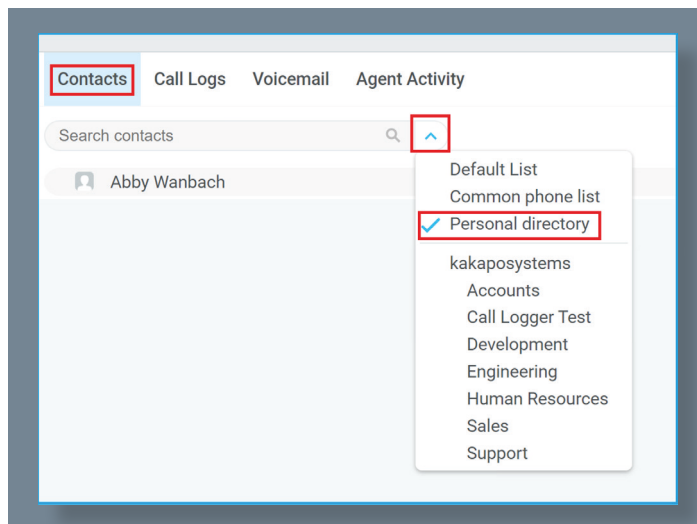 Contacts Call Logs Voicemail Agent Activity
Search contacts
Abby Wanbach
Default List
Common phone list
Personal directory
kakaposystems
Accounts
Call Logger Test
Development
Engineering
Human Resources
Sales
Support